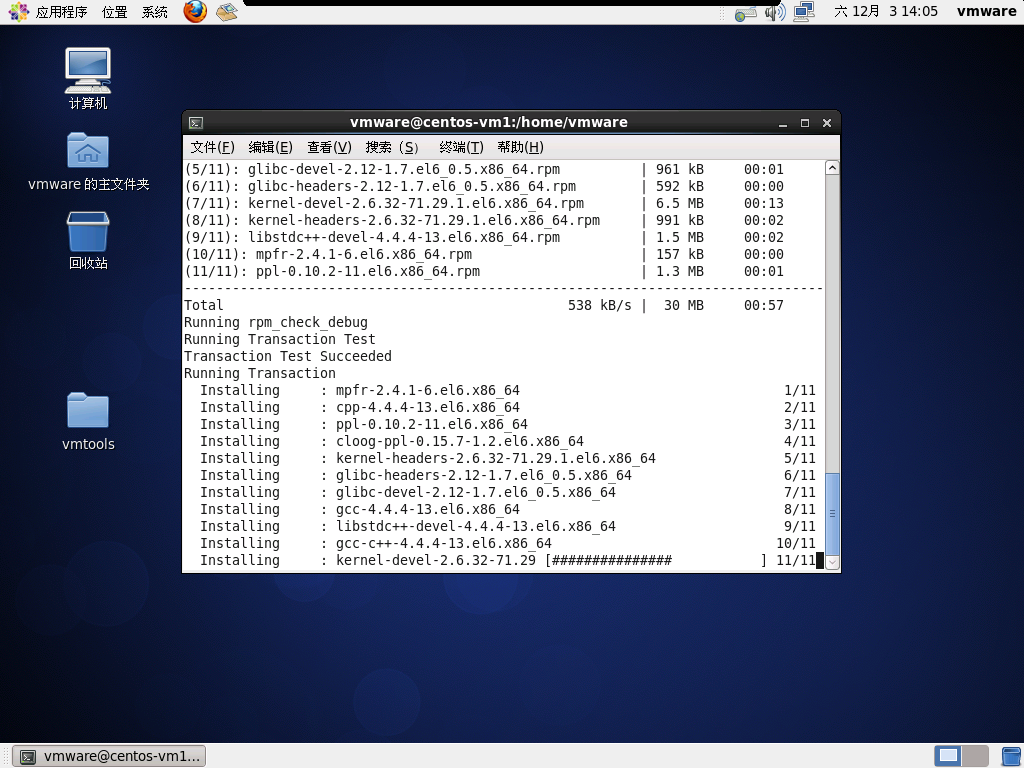 应用程序 位置 系统 六 12月 3 14:05 vmware
计算机
vmware 的主文件夹
回收站
vmtools
vmware@centos-vm1:/home/vmware
文件(F) 编辑(E) 查看(V) 搜索 (S) 终端(T) 帮助(H)
(5/11): glibc-devel-2.12-1.7.el6_0.5.x86_64.rpm | 961 kB 00:01
(6/11): glibc-headers-2.12-1.7.el6_0.5.x86_64.rpm | 592 kB 00:00
(7/11): kernel-devel-2.6.32-71.29.1.el6.x86_64.rpm | 6.5 MB 00:13
(8/11): kernel-headers-2.6.32-71.29.1.el6.x86_64.rpm | 991 kB 00:02
(9/11): libstdc++-devel-4.4.4-13.el6.x86_64.rpm | 1.5 MB 00:02
(10/11): mpfr-2.4.1-6.el6.x86_64.rpm | 157 kB 00:00
(11/11): ppl-0.10.2-11.el6.x86_64.rpm | 1.3 MB 00:01
--------------------------------------------------------------------------------
Total 538 kB/s | 30 MB 00:57
Running rpm_check_debug
Running Transaction Test
Transaction Test Succeeded
Running Transaction
Installing : mpfr-2.4.1-6.el6.x86_64 1/11
Installing : cpp-4.4.4-13.el6.x86_64 2/11
Installing : ppl-0.10.2-11.el6.x86_64 3/11
Installing : cloog-ppl-0.15.7-1.2.el6.x86_64 4/11
Installing : kernel-headers-2.6.32-71.29.1.el6.x86_64 5/11
Installing : glibc-headers-2.12-1.7.el6_0.5.x86_64 6/11
Installing : glibc-devel-2.12-1.7.el6_0.5.x86_64 7/11
Installing : gcc-4.4.4-13.el6.x86_64 8/11
Installing : libstdc++-devel-4.4.4-13.el6.x86_64 9/11
Installing : gcc-c++-4.4.4-13.el6.x86_64 10/11
Installing : kernel-devel-2.6.32-71.29 [############### ] 11/11
vmware@centos-vm1...